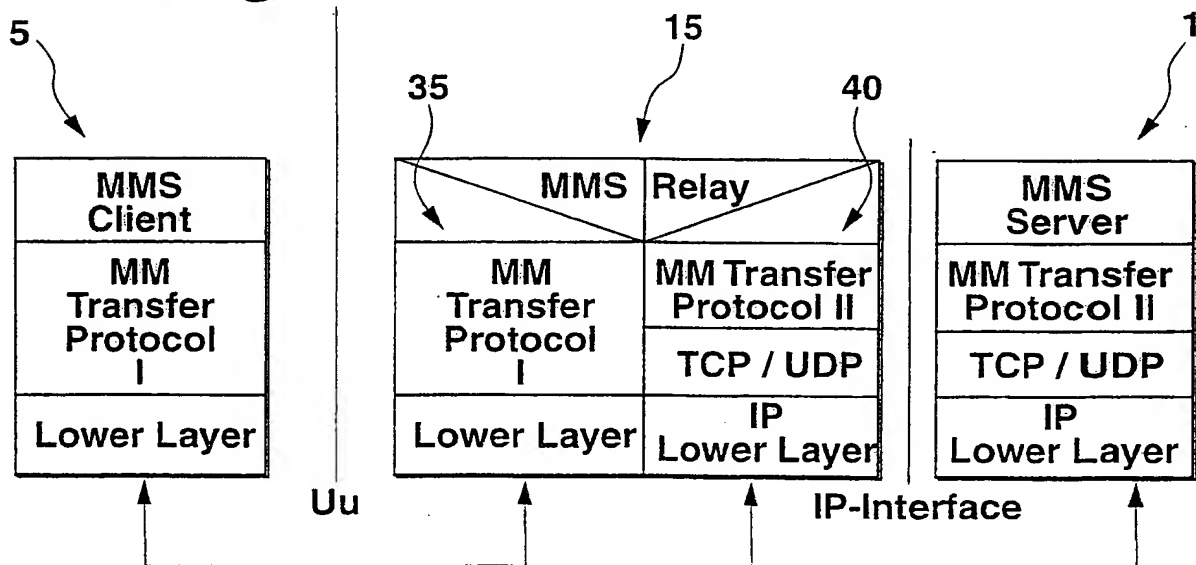 5
15
1
35
40
MMS
Client
MM
Transfer
Protocol
I
Lower Layer
MMS Relay
MM
Transfer
Protocol
I
Lower Layer
MM Transfer
Protocol II
TCP / UDP
IP
Lower Layer
MMS
Server
MM Transfer
Protocol II
TCP / UDP
IP
Lower Layer
Uu
IP-Interface